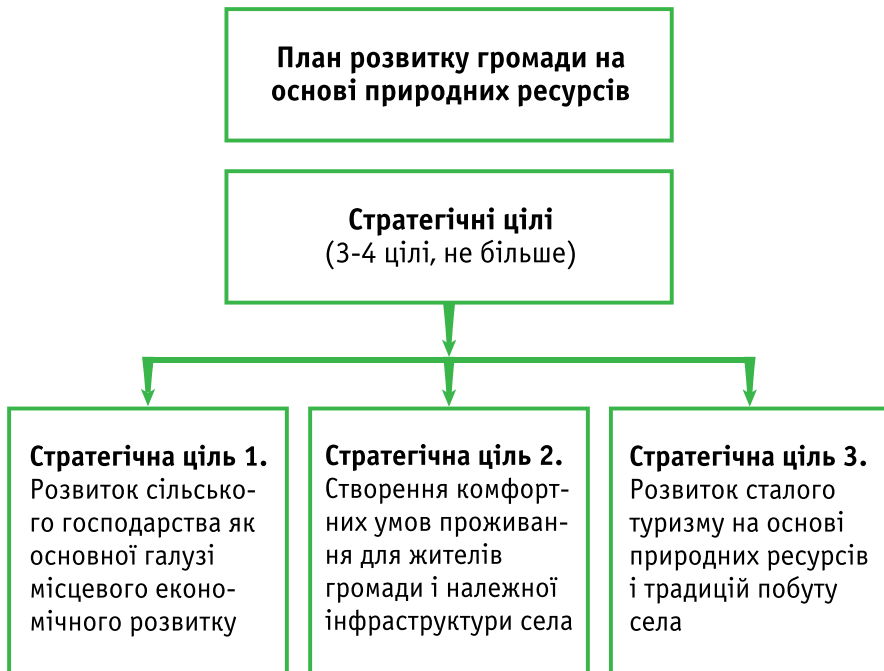 План розвитку громади на
основі природних ресурсів
Стратегічні цілі
(3-4 цілі, не більше)
Стратегічна ціль 1.
Розвиток сільсько-
го господарства як
основної галузі
місцевого еконо-
мічного розвитку
Стратегічна ціль 2.
Створення комфорт-
них умов проживан-
ня для жителів
громади і належної
інфраструктури села
Стратегічна ціль 3.
Розвиток сталого
туризму на основі
природних ресурсів
і традицій побуту
села